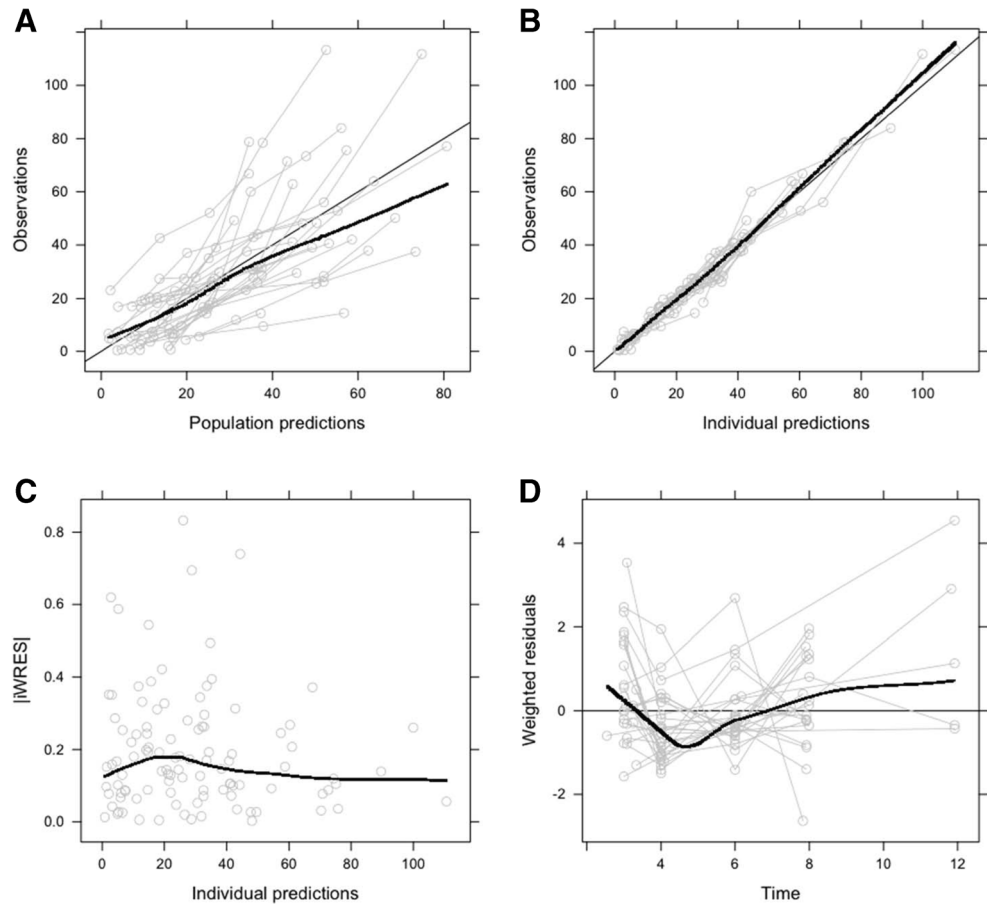 A
B
Observations
100
80
60
40
20
0
0 20 40 60 80
Population predictions
Observations
100
80
60
40
20
0
0 20 40 60 80 100
Individual predictions
C
D
|iWRES|
0.8
0.6
0.4
0.2
0.0
0 20 40 60 80 100
Individual predictions
Weighted residuals
4
2
0
-2
4 6 8 10 12
Time